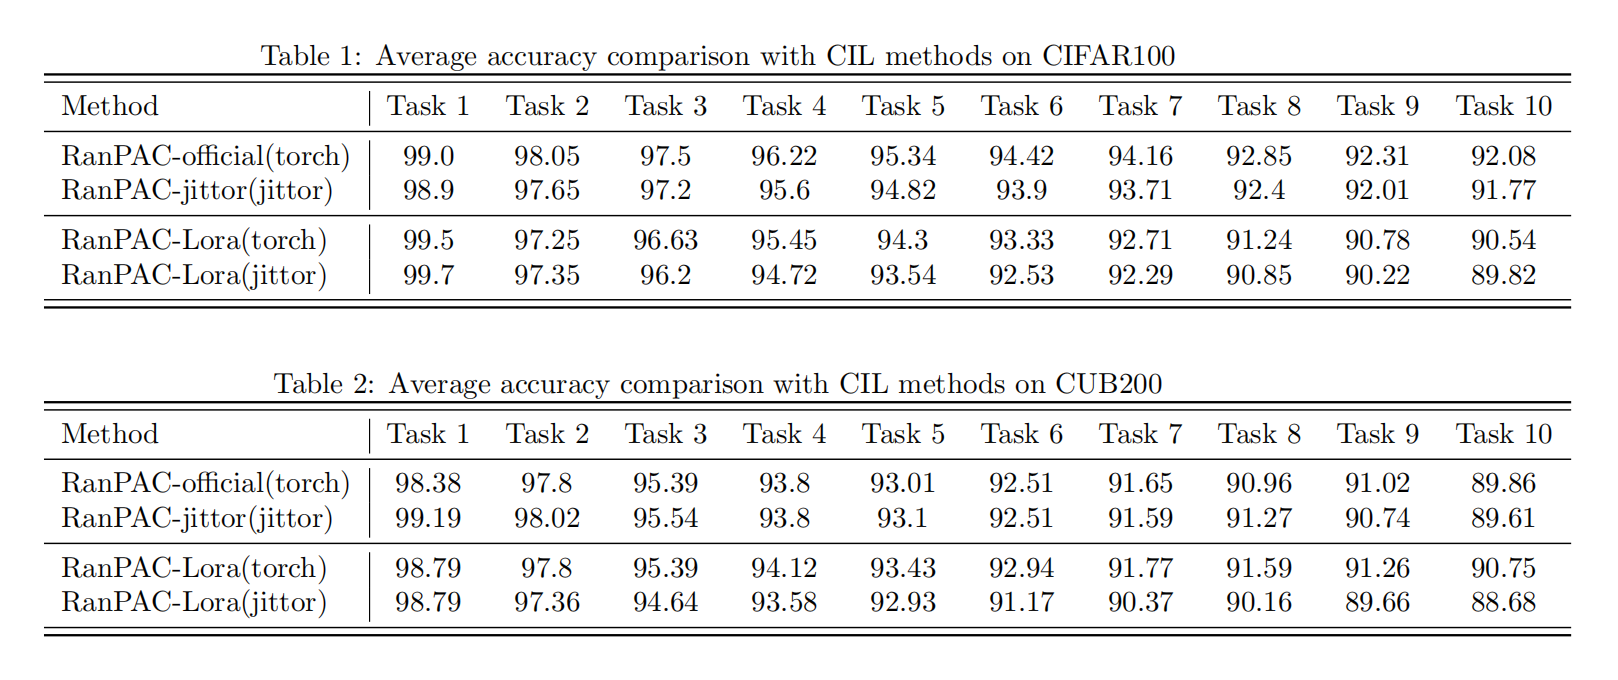 Table 1: Average accuracy comparison with CIL methods on CIFAR100
Method Task 1 Task 2 Task 3 Task 4 Task 5 Task 6 Task 7 Task 8 Task 9 Task 10
RanPAC-official(torch) 99.0 98.05 97.5 96.22 95.34 94.42 94.16 92.85 92.31 92.08
RanPAC-jittor(jittor) 98.9 97.65 97.2 95.6 94.82 93.9 93.71 92.4 92.01 91.77
RanPAC-Lora(torch) 99.5 97.25 96.63 95.45 94.3 93.33 92.71 91.24 90.78 90.54
RanPAC-Lora(jittor) 99.7 97.35 96.2 94.72 93.54 92.53 92.29 90.85 90.22 89.82
Table 2: Average accuracy comparison with CIL methods on CUB200
Method Task 1 Task 2 Task 3 Task 4 Task 5 Task 6 Task 7 Task 8 Task 9 Task 10
RanPAC-official(torch) 98.38 97.8 95.39 93.8 93.01 92.51 91.65 90.96 91.02 89.86
RanPAC-jittor(jittor) 99.19 98.02 95.54 93.8 93.1 92.51 91.59 91.27 90.74 89.61
RanPAC-Lora(torch) 98.79 97.8 95.39 94.12 93.43 92.94 91.77 91.59 91.26 90.75
RanPAC-Lora(jittor) 98.79 97.36 94.64 93.58 92.93 91.17 90.37 90.16 89.66 88.68